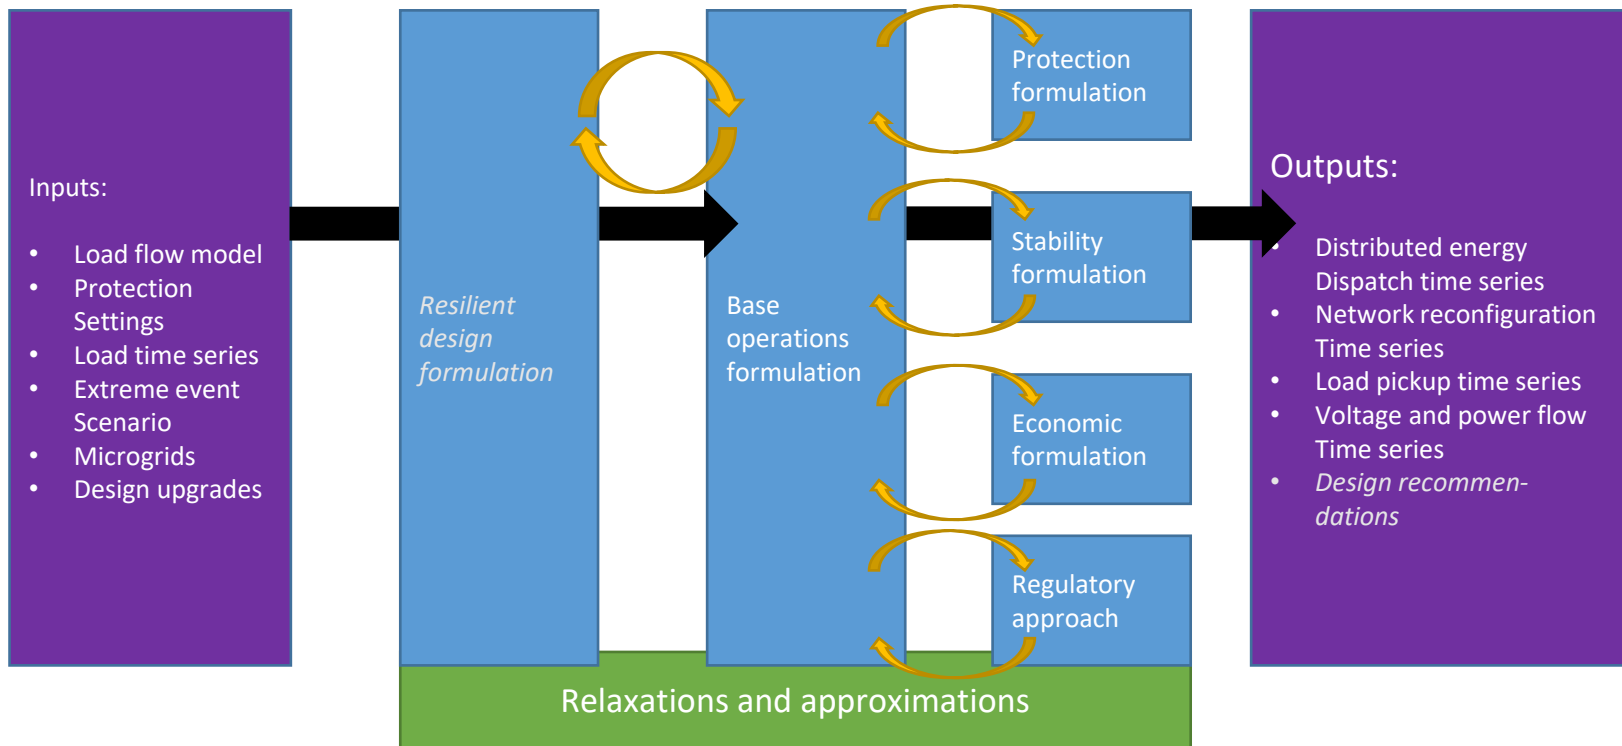 Inputs:
• Load flow model
• Protection
Settings
• Load time series
• Extreme event
Scenario
• Microgrids
• Design upgrades
Resilient
design
formulation
Base
operations
formulation
Protection
formulation
Stability
formulation
Economic
formulation
Regulatory
approach
Relaxations and approximations
Outputs:
• Distributed energy
Dispatch time series
• Network reconfiguration
Time series
• Load pickup time series
• Voltage and power flow
Time series
• Design recommen-
dations